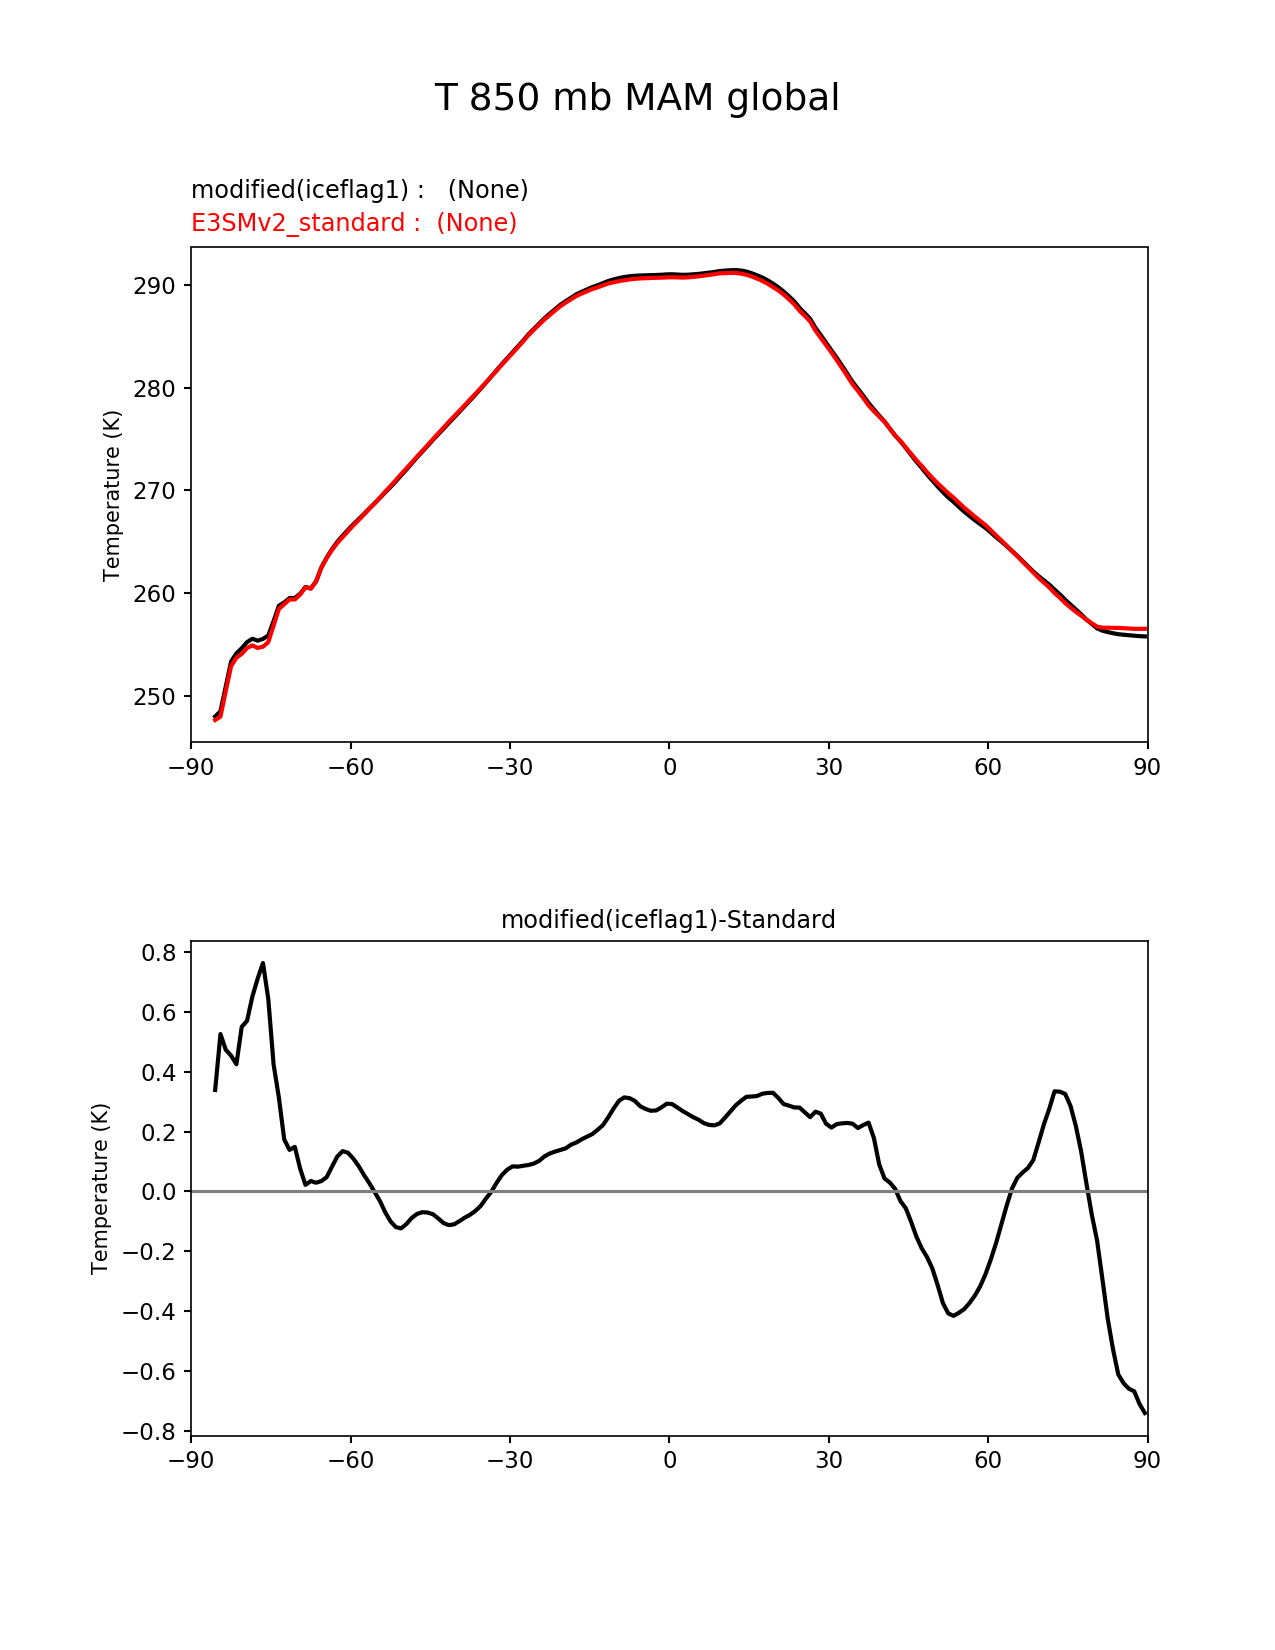 T 850 mb MAM global
modified(iceflag1) :   (None)
E3SMv2_standard :  (None)
290
280
270
260
250
Temperature (K)
−90 −60 −30 0 30 60 90
modified(iceflag1)-Standard
0.8
0.6
0.4
0.2
0.0
−0.2
−0.4
−0.6
−0.8
Temperature (K)
−90 −60 −30 0 30 60 90